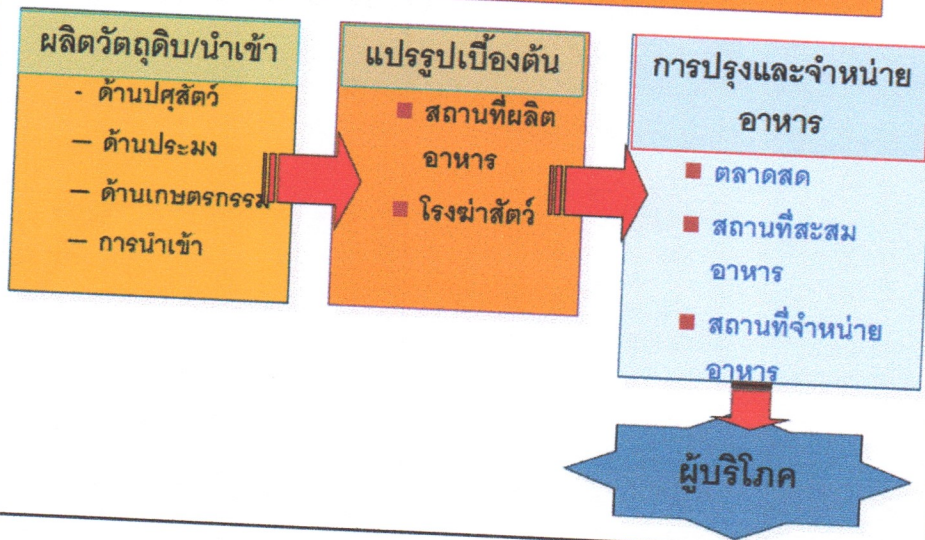 ผลิตวัตถุดิบ/นำเข้า
- ด้านปศุสัตว์
– ด้านประมง
– ด้านเกษตรกรรม
– การนำเข้า
แปรรูปเบื้องต้น
■ สถานที่ผลิต
อาหาร
■ โรงฆ่าสัตว์
การปรุงและจำหน่าย
อาหาร
■ ตลาดสด
■ สถานที่สะสม
อาหาร
■ สถานที่จำหน่าย
อาหาร
ผู้บริโภค